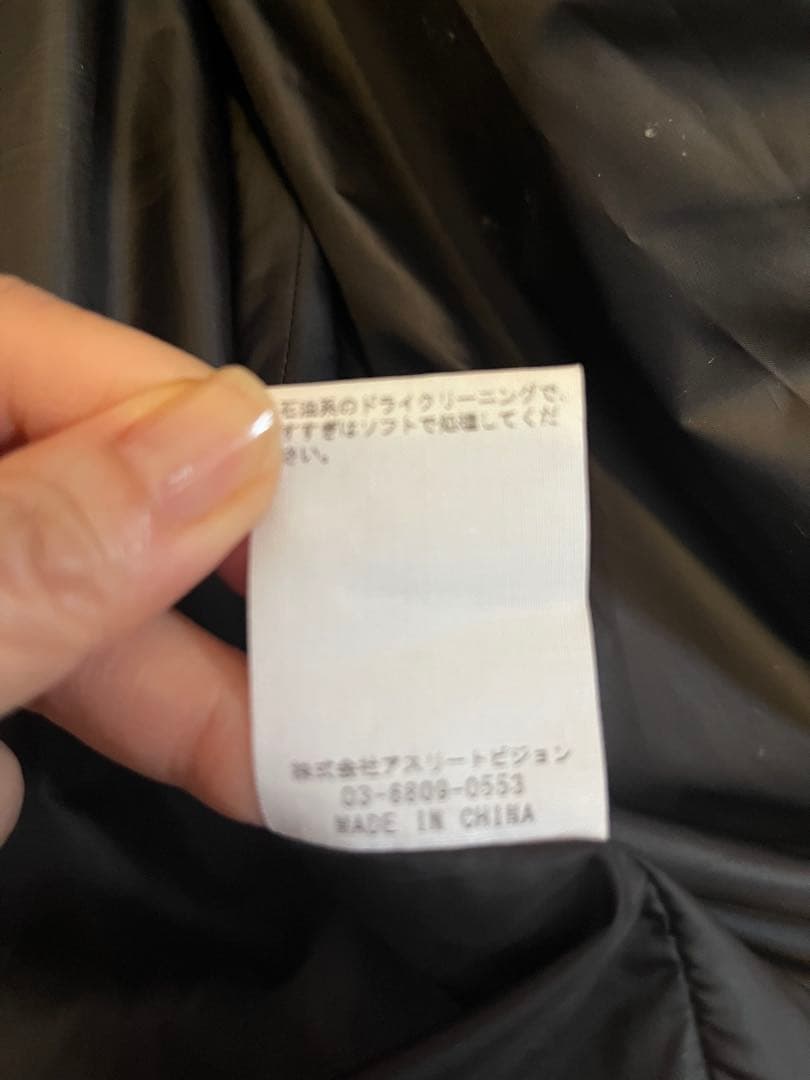 石油系のドライクリーニングで、
すすぎはソフトで処理してくだ
さい。
株式会社アスリートビジョン
03-6809-0553
MADE IN CHINA